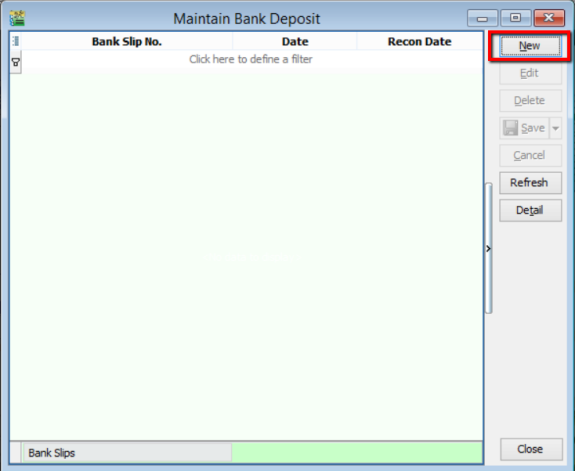 Maintain Bank Deposit
Bank Slip No. Date Recon Date
Click here to define a filter
New
Edit
Delete
Save
Cancel
Refresh
Detail
>
Bank Slips
Close